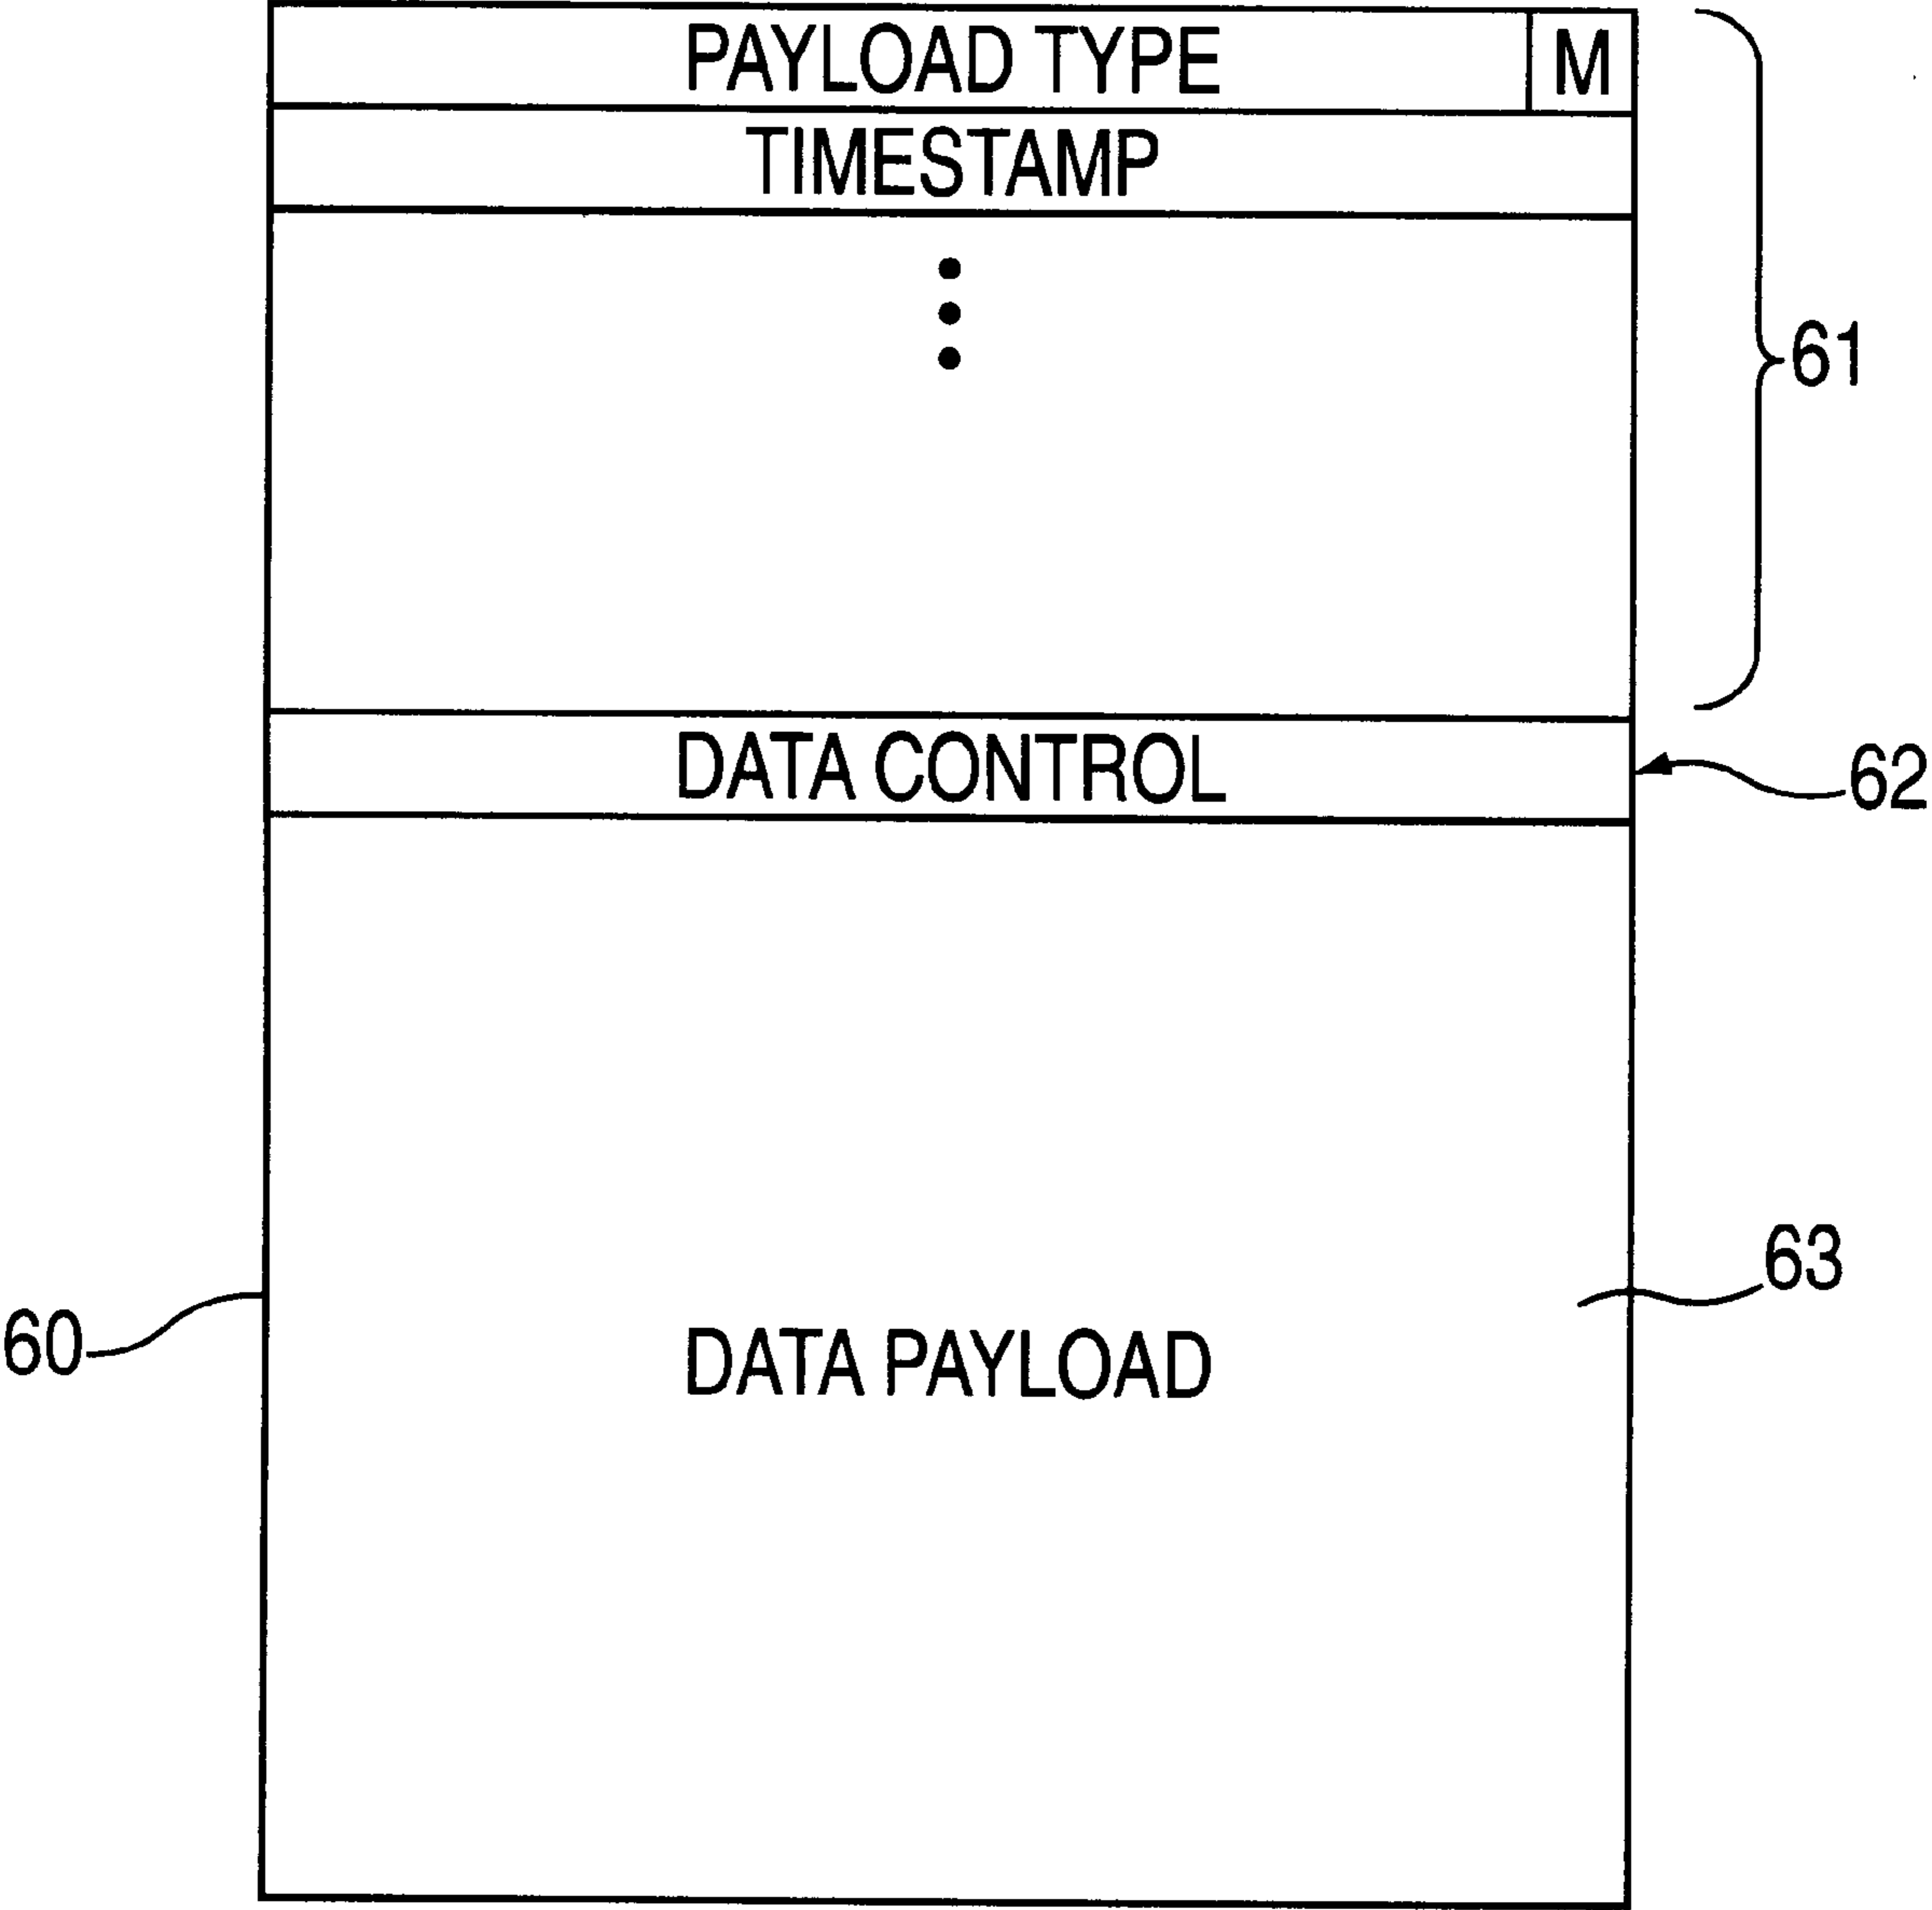 PAYLOAD TYPE M
TIMESTAMP
61
DATA CONTROL
62
63
60
DATA PAYLOAD